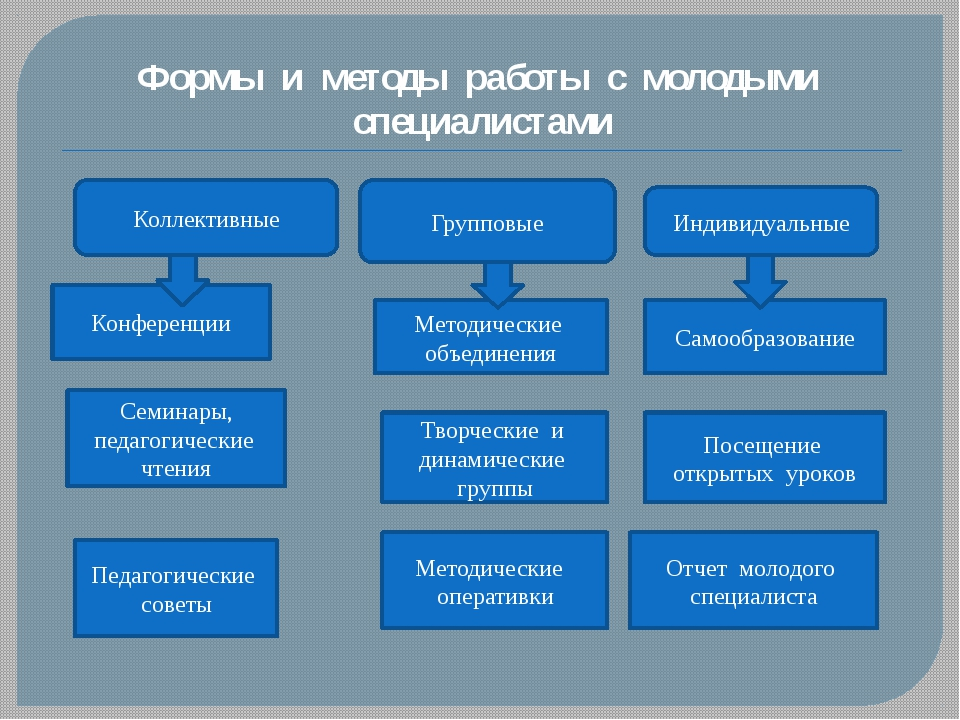 Формы и методы работы с молодыми
специалистами
Коллективные
Групповые
Индивидуальные
Конференции
Методические
объединения
Самообразование
Семинары,
педагогические
чтения
Творческие и
динамические
группы
Посещение
открытых уроков
Педагогические
советы
Методические
оперативки
Отчет молодого
специалиста